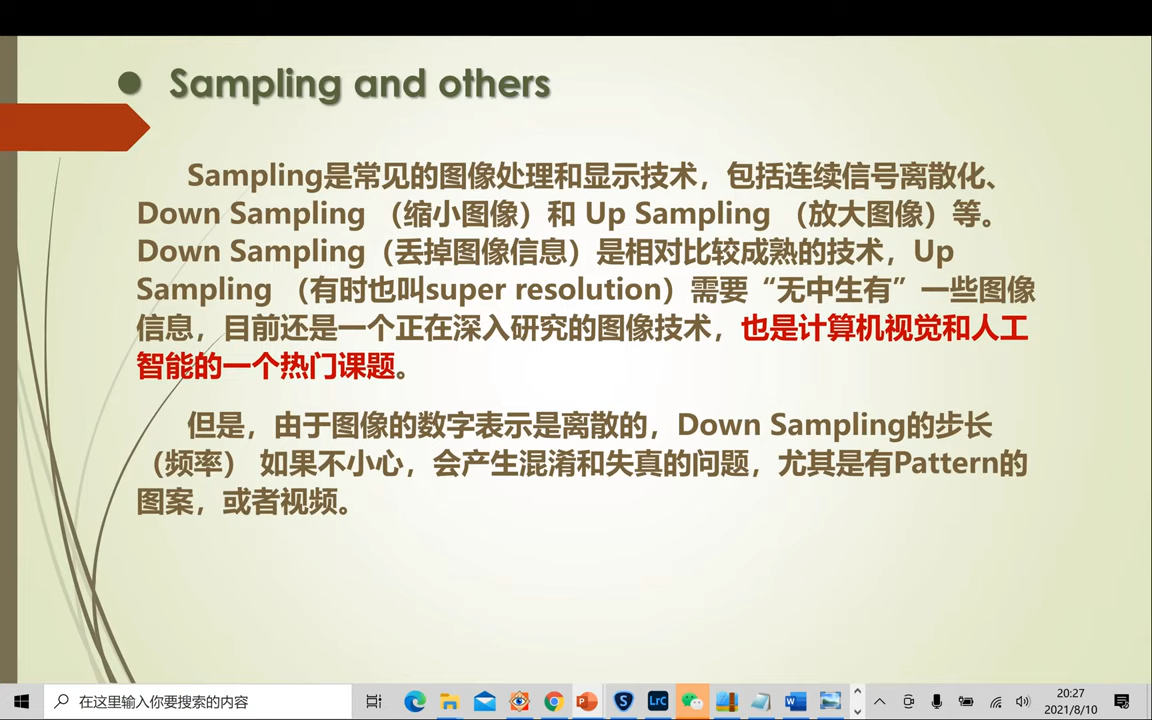 ● Sampling and others
Sampling是常见的图像处理和显示技术，包括连续信号离散化、
Down Sampling （缩小图像）和 Up Sampling （放大图像）等。
Down Sampling（丢掉图像信息）是相对比较成熟的技术，Up
Sampling （有时也叫super resolution）需要“无中生有”一些图像
信息，目前还是一个正在深入研究的图像技术，也是计算机视觉和人工
智能的一个热门课题。
但是，由于图像的数字表示是离散的，Down Sampling的步长
（频率） 如果不小心，会产生混淆和失真的问题，尤其是有Pattern的
图案，或者视频。
在这里输入你要搜索的内容
LrC
20:27
2021/8/10